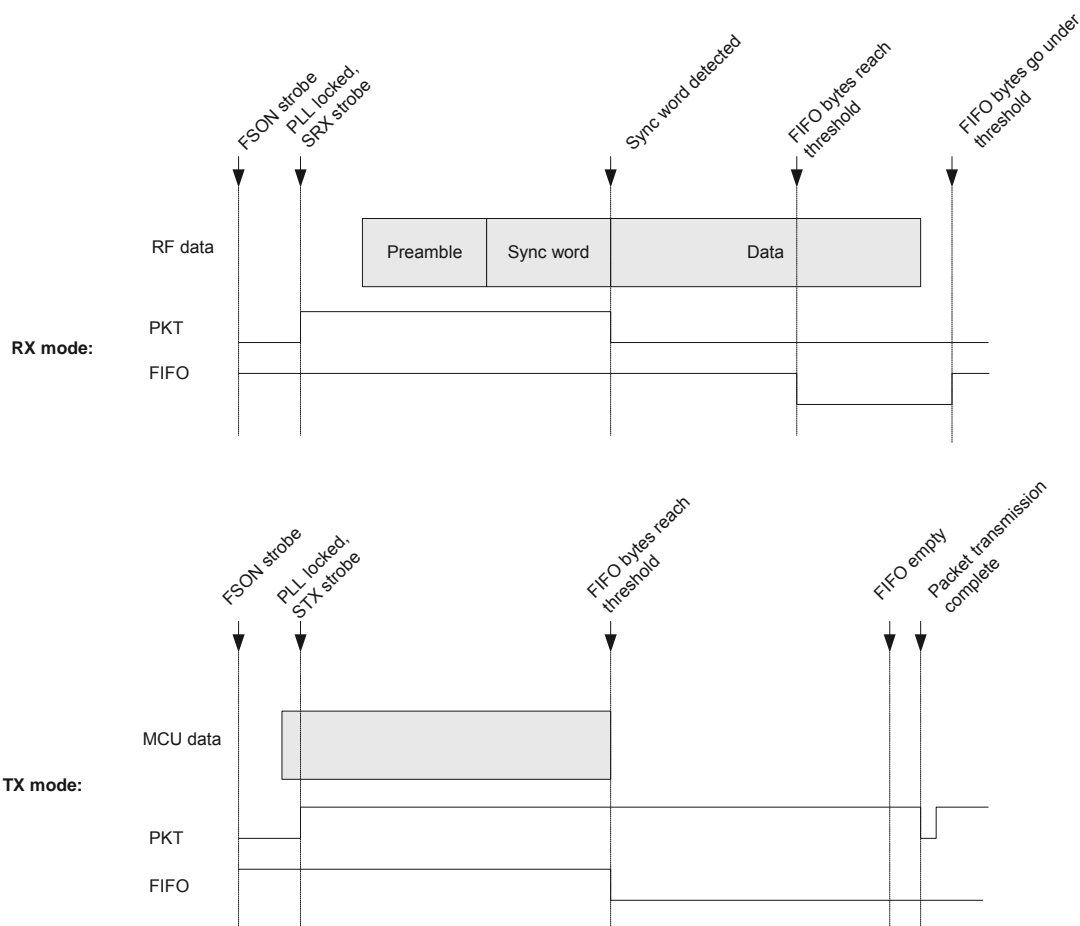 FSON strobe
PLL locked,
SRX strobe
Sync word detected
FIFO bytes reach
threshold
FIFO bytes go under
threshold
RF data
Preamble
Sync word
Data
PKT
RX mode:
FIFO
FSON strobe
PLL locked,
STX strobe
FIFO bytes reach
threshold
FIFO empty
Packet transmission
complete
MCU data
TX mode:
PKT
FIFO